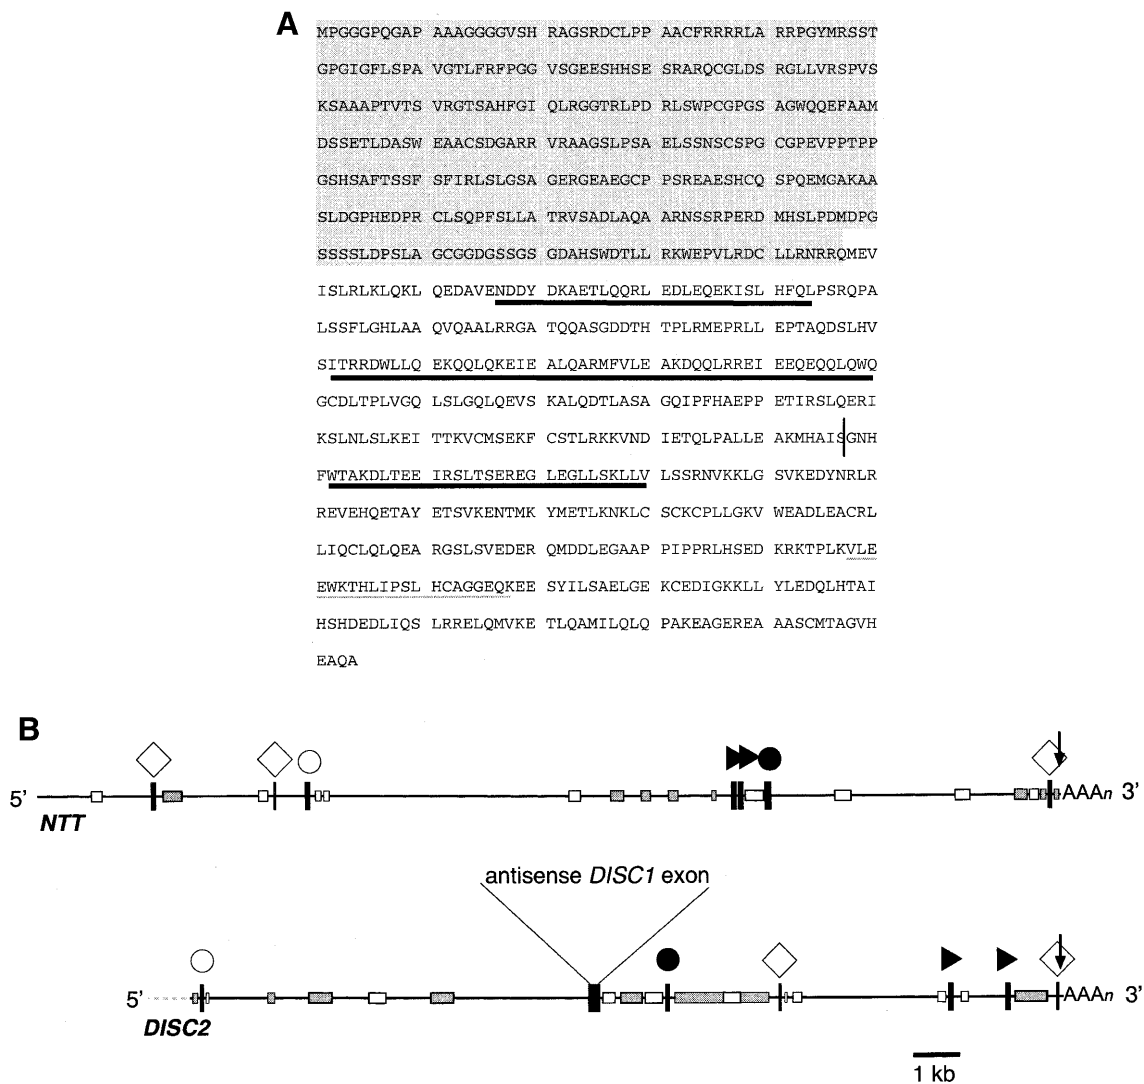 A
MPGGGPQGAP AAAGGGGVSH RAGSRDCLPP AACFRRRRLA RRPGYMRSST
GPGIGFLSPA VGTLFRFPGG VSGEESHHSE SRARQCGLDS RGLLVRSPVS
KSAAAPTVTS VRGTSAHFGI QLRGGTRLPD RLSWPCGPGS AGWQQEFAAM
DSSETLDASW EAACSDGARR VRAAGSLPSA ELSSNSCSPG CGPEVPPTPP
GSHSAFTSSF SFIRLSLGSA GERGEAEGCP PSREAESHCQ SPQEMGAKAA
SLDGPHEDPR CLSQPFSLLA TRVSADLAQA ARNSSRPERD MHSLPDMDPG
SSSSLDPSLA GCGGDGSSGS GDAHSWDTLL RKWEPVLRDC LLRNRRQMEV
ISLRLKLQKL QEDAVENDDY DKAETLQQRL EDLEQEKISL HFQLPSRQPA
LSSFLGHLAA QVQAALRRGA TQQASGDDTH TPLRMEPRLL EPTAQDSLHV
SITRRDWLLQ EKQQLQKEIE ALQARMFVLE AKDQQLRREI EEQEQQLQWQ
GCDLTPLVGQ LSLGQLQEVS KALQDTLASA GQIPFHAEPP ETIRSLQERI
KSLNLSLKEI TTKVCMSEKF CSTLRKKVND IETQLPALLE AKMHAISGNH
FWTAKDLTEE IRSLTSEREG LEGLLSKLLV LSSRNVKKLG SVKEDYNRLR
REVEHQETAY ETSVKENTMK YMETLKNKLC SCKCPLLGKV WEADLEACRL
LIQCLQLQEA RGSLSVEDER QMDDLEGAAP PIPPRLHSED KRKTPLKVLE
EWKTHLIPSL HCAGGEQKEE SYILSAELGE KCEDIGKKLL YLEDQLHTAI
HSHDEDLIQS LRRELQMVKE TLQAMILQLQ PAKEAGEREA AASCMTAGVH
EAQA
B
5' AAAn 3'
NTT
antisense DISC1 exon
5' AAAn 3'
DISC2
1 kb